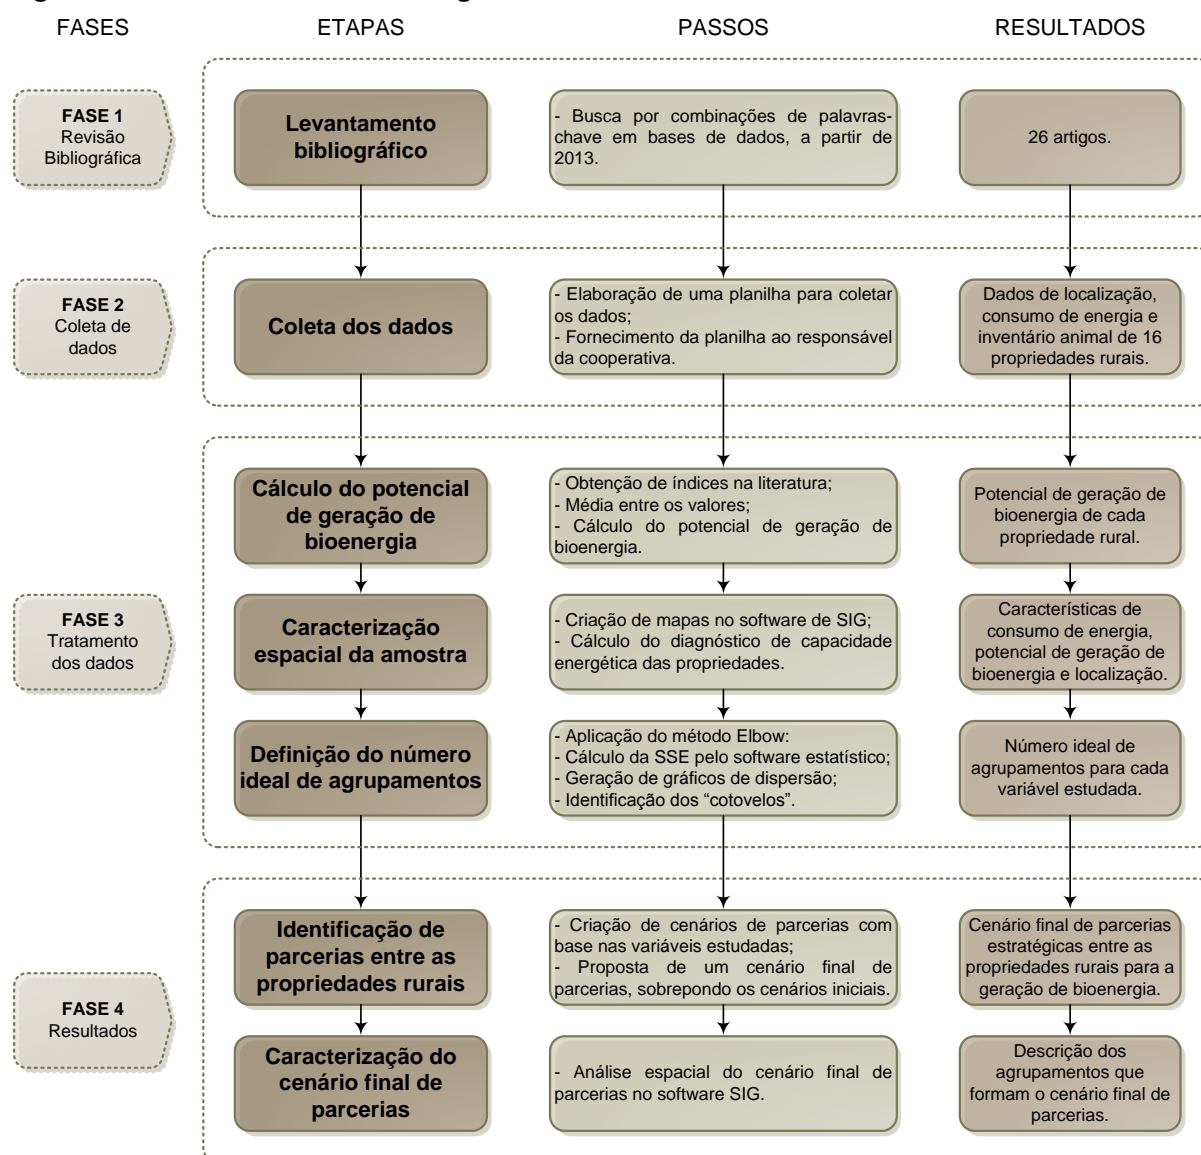 FASES
ETAPAS
PASSOS
RESULTADOS
FASE 1
Revisão
Bibliográfica
Levantamento
bibliográfico
- Busca por combinações de palavras-
chave em bases de dados, a partir de
2013.
26 artigos.
FASE 2
Coleta de
dados
Coleta dos dados
- Elaboração de uma planilha para coletar
os dados;
- Fornecimento da planilha ao responsável
da cooperativa.
Dados de localização,
consumo de energia e
inventário animal de 16
propriedades rurais.
FASE 3
Tratamento
dos dados
Cálculo do potencial
de geração de
bioenergia
- Obtenção de índices na literatura;
- Média entre os valores;
- Cálculo do potencial de geração de
bioenergia.
Potencial de geração de
bioenergia de cada
propriedade rural.
Caracterização
espacial da amostra
- Criação de mapas no software de SIG;
- Cálculo do diagnóstico de capacidade
energética das propriedades.
Características de
consumo de energia,
potencial de geração de
bioenergia e localização.
Definição do número
ideal de agrupamentos
- Aplicação do método Elbow:
- Cálculo da SSE pelo software estatístico;
- Geração de gráficos de dispersão;
- Identificação dos “cotovelos”.
Número ideal de
agrupamentos para cada
variável estudada.
FASE 4
Resultados
Identificação de
parcerias entre as
propriedades rurais
- Criação de cenários de parcerias com
base nas variáveis estudadas;
- Proposta de um cenário final de
parcerias, sobrepondo os cenários iniciais.
Cenário final de parcerias
estratégicas entre as
propriedades rurais para a
geração de bioenergia.
Caracterização do
cenário final de
parcerias
- Análise espacial do cenário final de
parcerias no software SIG.
Descrição dos
agrupamentos que
formam o cenário final de
parcerias.